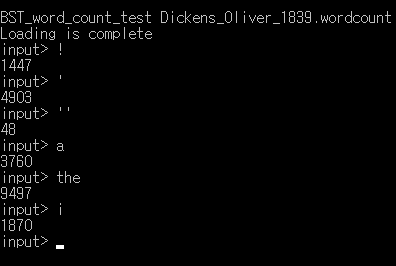 BST_word_count_test Dickens_Oliver_1839.wordcount
Loading is complete
input> !
1447
input> '
4903
input> ''
48
input> a
3760
input> the
9497
input> i
1870
input> _